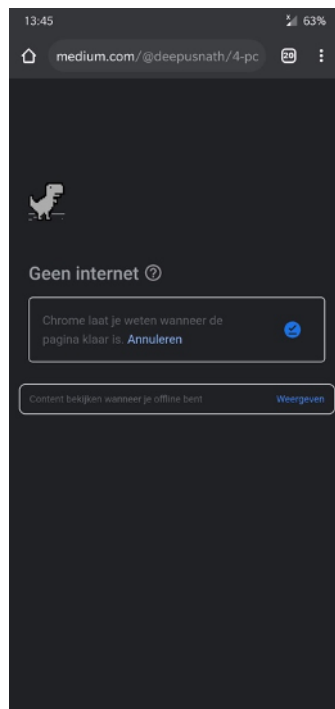 13:45 63%
medium.com/@deepusnath/4-pc 20
Geen internet
Chrome laat je weten wanneer de
pagina klaar is. Annuleren
Content bekijken wanneer je offline bent Weergeven